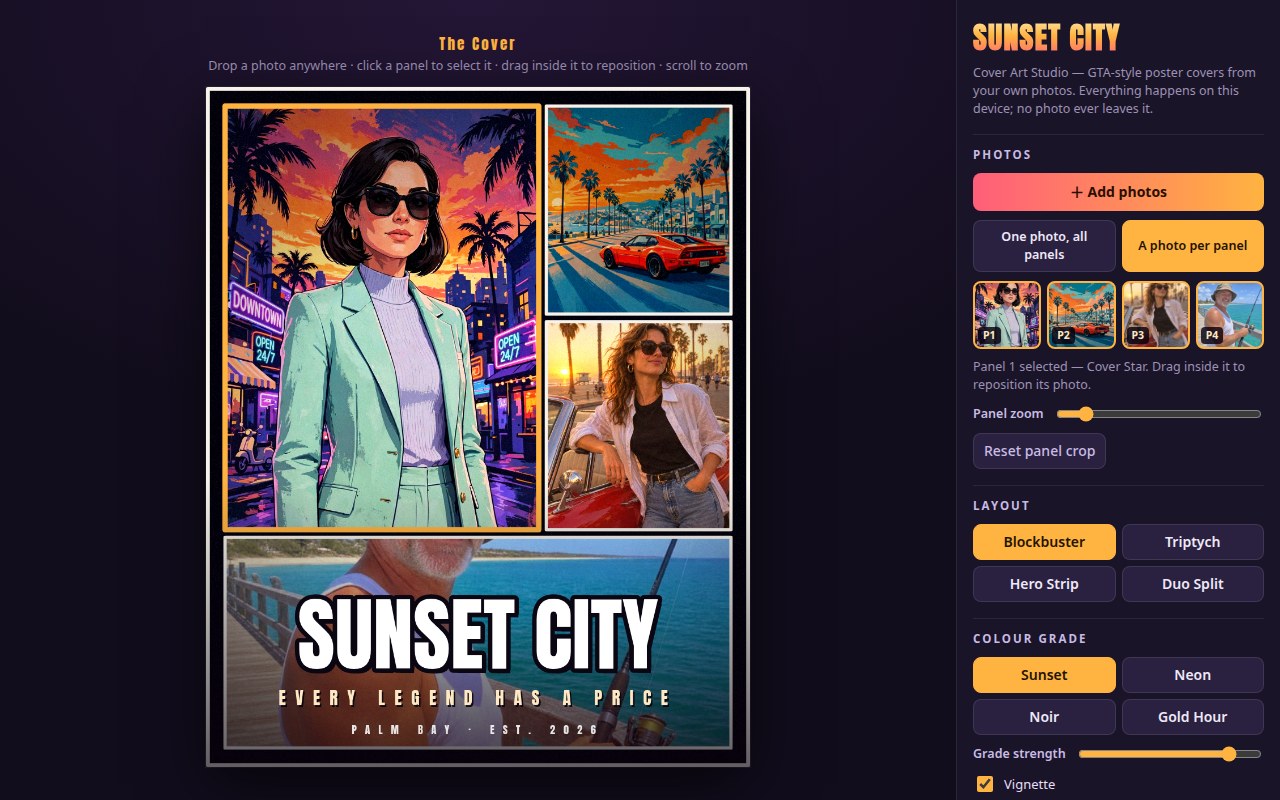 The Cover
Drop a photo anywhere · click a panel to select it · drag inside it to reposition · scroll to zoom
DOWNTOWN
OPEN
24/7
OPEN
24/7
SUNSET CITY
EVERY LEGEND HAS A PRICE
PALM BAY · EST. 2026
SUNSET CITY
Cover Art Studio — GTA-style poster covers from
your own photos. Everything happens on this
device; no photo ever leaves it.
PHOTOS
+ Add photos
One photo, all
panels
A photo per panel
P1
P2
P3
P4
Panel 1 selected — Cover Star. Drag inside it to
reposition its photo.
Panel zoom
Reset panel crop
LAYOUT
Blockbuster
Triptych
Hero Strip
Duo Split
COLOUR GRADE
Sunset
Neon
Noir
Gold Hour
Grade strength
Vignette